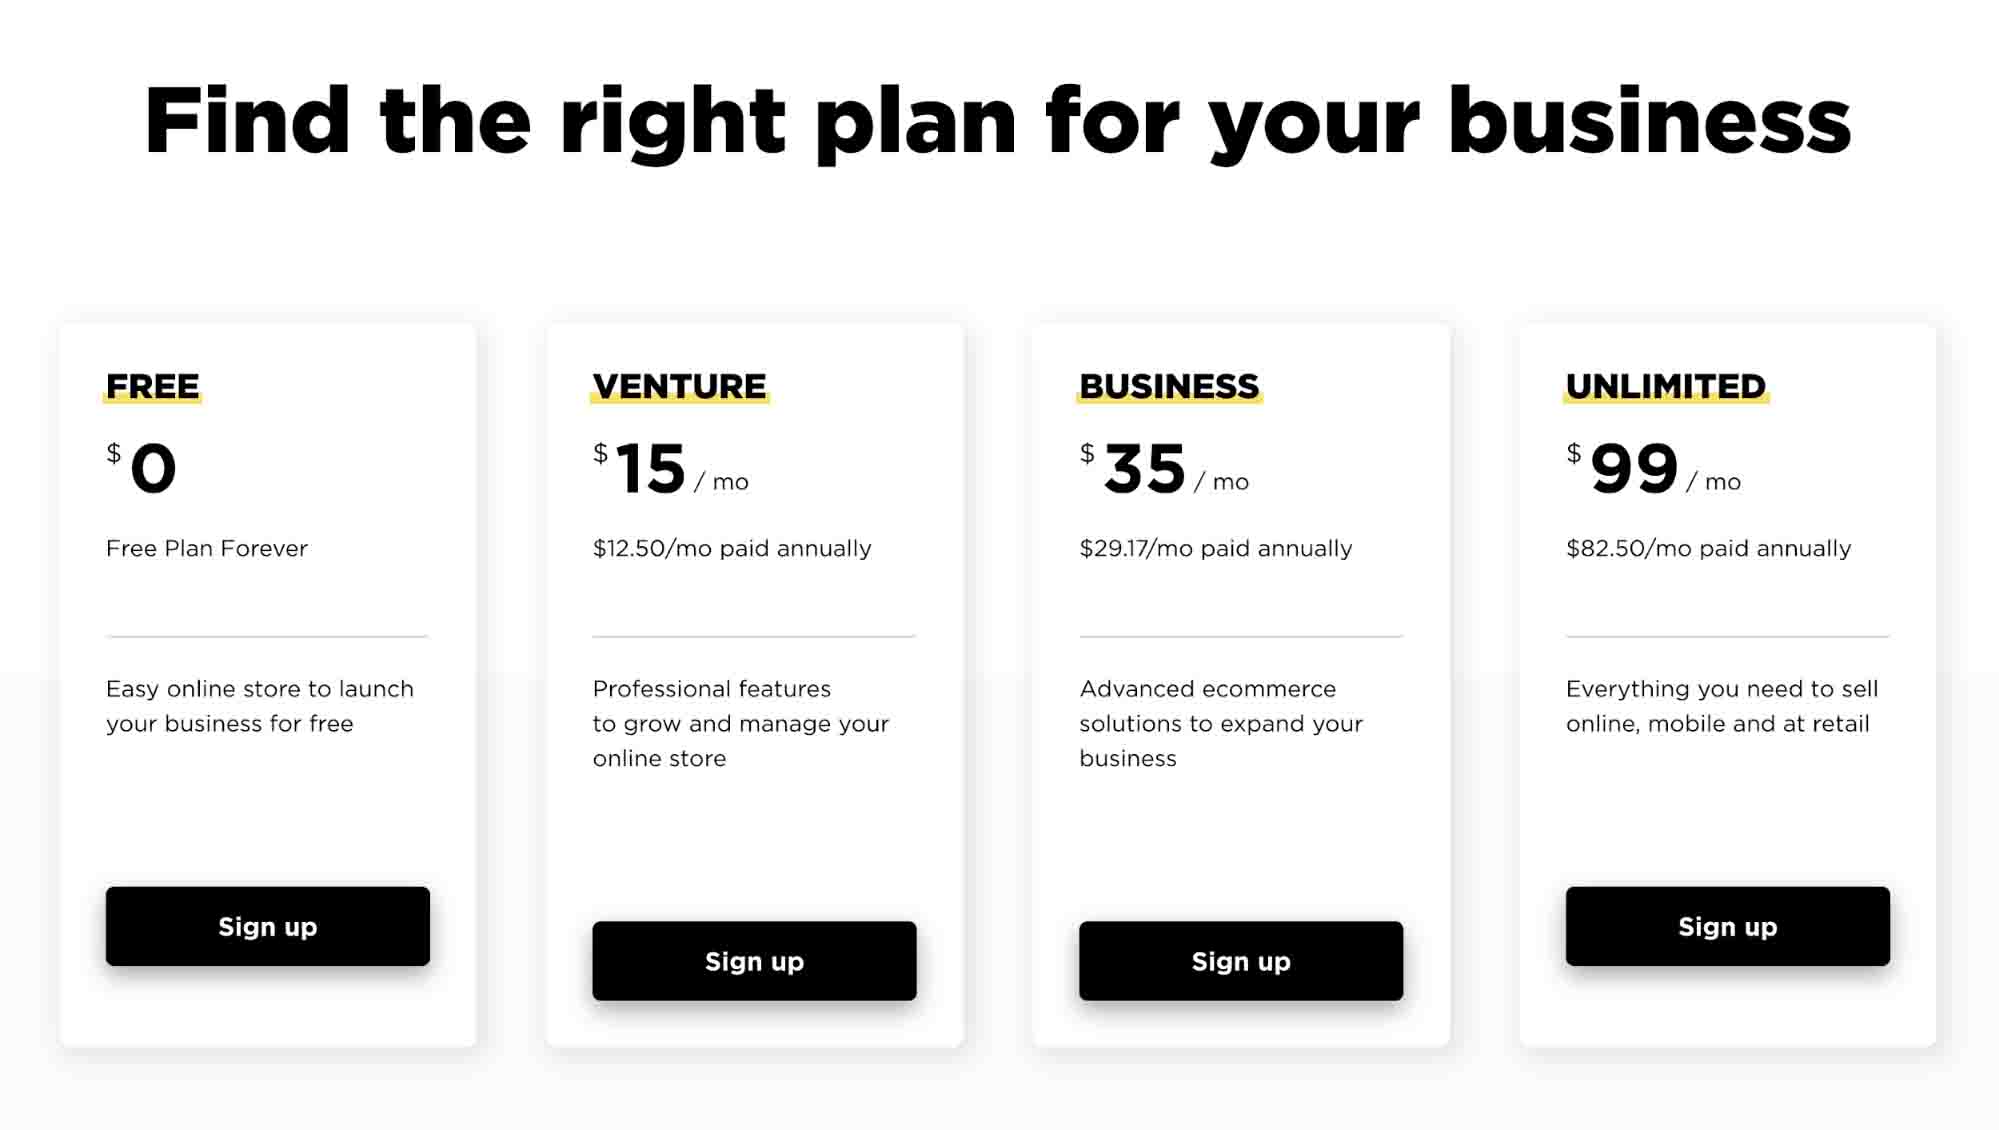 Find the right plan for your business
FREE
$ 0
Free Plan Forever
Easy online store to launch
your business for free
Sign up
VENTURE
$ 15 / mo
$12.50/mo paid annually
Professional features
to grow and manage your
online store
Sign up
BUSINESS
$ 35 / mo
$29.17/mo paid annually
Advanced ecommerce
solutions to expand your
business
Sign up
UNLIMITED
$ 99 / mo
$82.50/mo paid annually
Everything you need to sell
online, mobile and at retail
Sign up